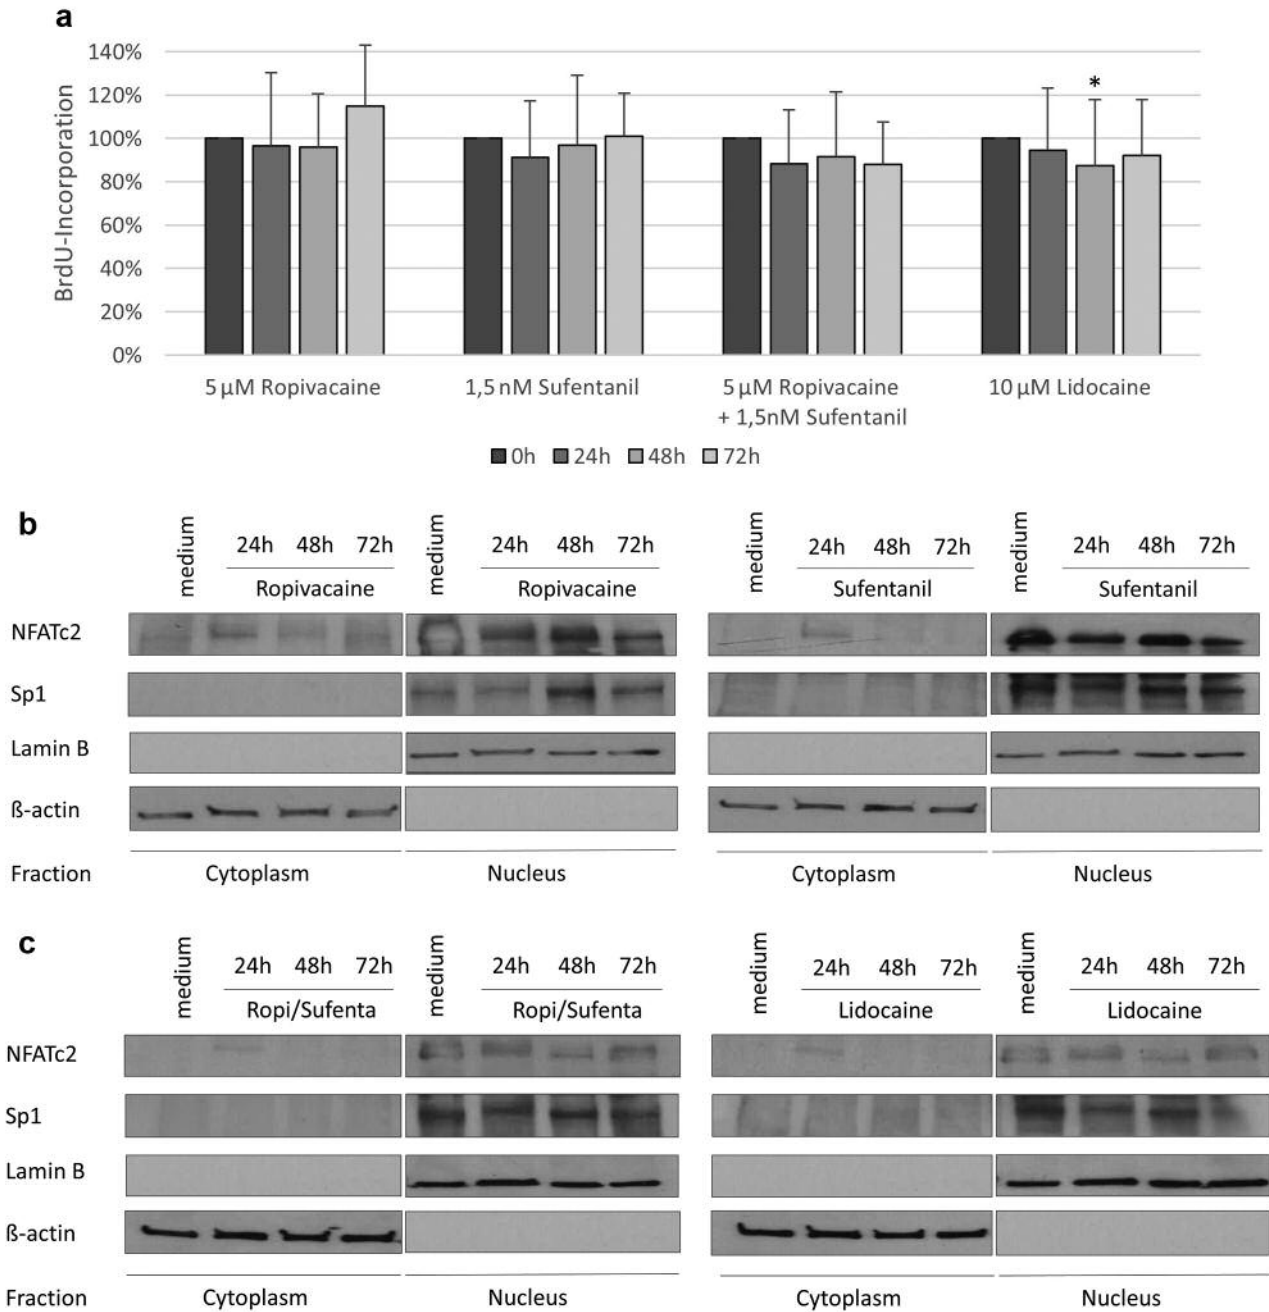 a
140%
120%
100%
80%
60%
40%
20%
0%
BrdU-Incorporation
*
5 µM Ropivacaine
1,5 nM Sufentanil
5 µM Ropivacaine
+ 1,5nM Sufentanil
10 µM Lidocaine
0h 24h 48h 72h
b
medium 24h 48h 72h medium 24h 48h 72h medium 24h 48h 72h medium 24h 48h 72h
Ropivacaine Ropivacaine Sufentanil Sufentanil
NFATc2
Sp1
Lamin B
ß-actin
Fraction Cytoplasm Nucleus Cytoplasm Nucleus
c
medium 24h 48h 72h medium 24h 48h 72h medium 24h 48h 72h medium 24h 48h 72h
Ropi/Sufenta Ropi/Sufenta Lidocaine Lidocaine
NFATc2
Sp1
Lamin B
ß-actin
Fraction Cytoplasm Nucleus Cytoplasm Nucleus